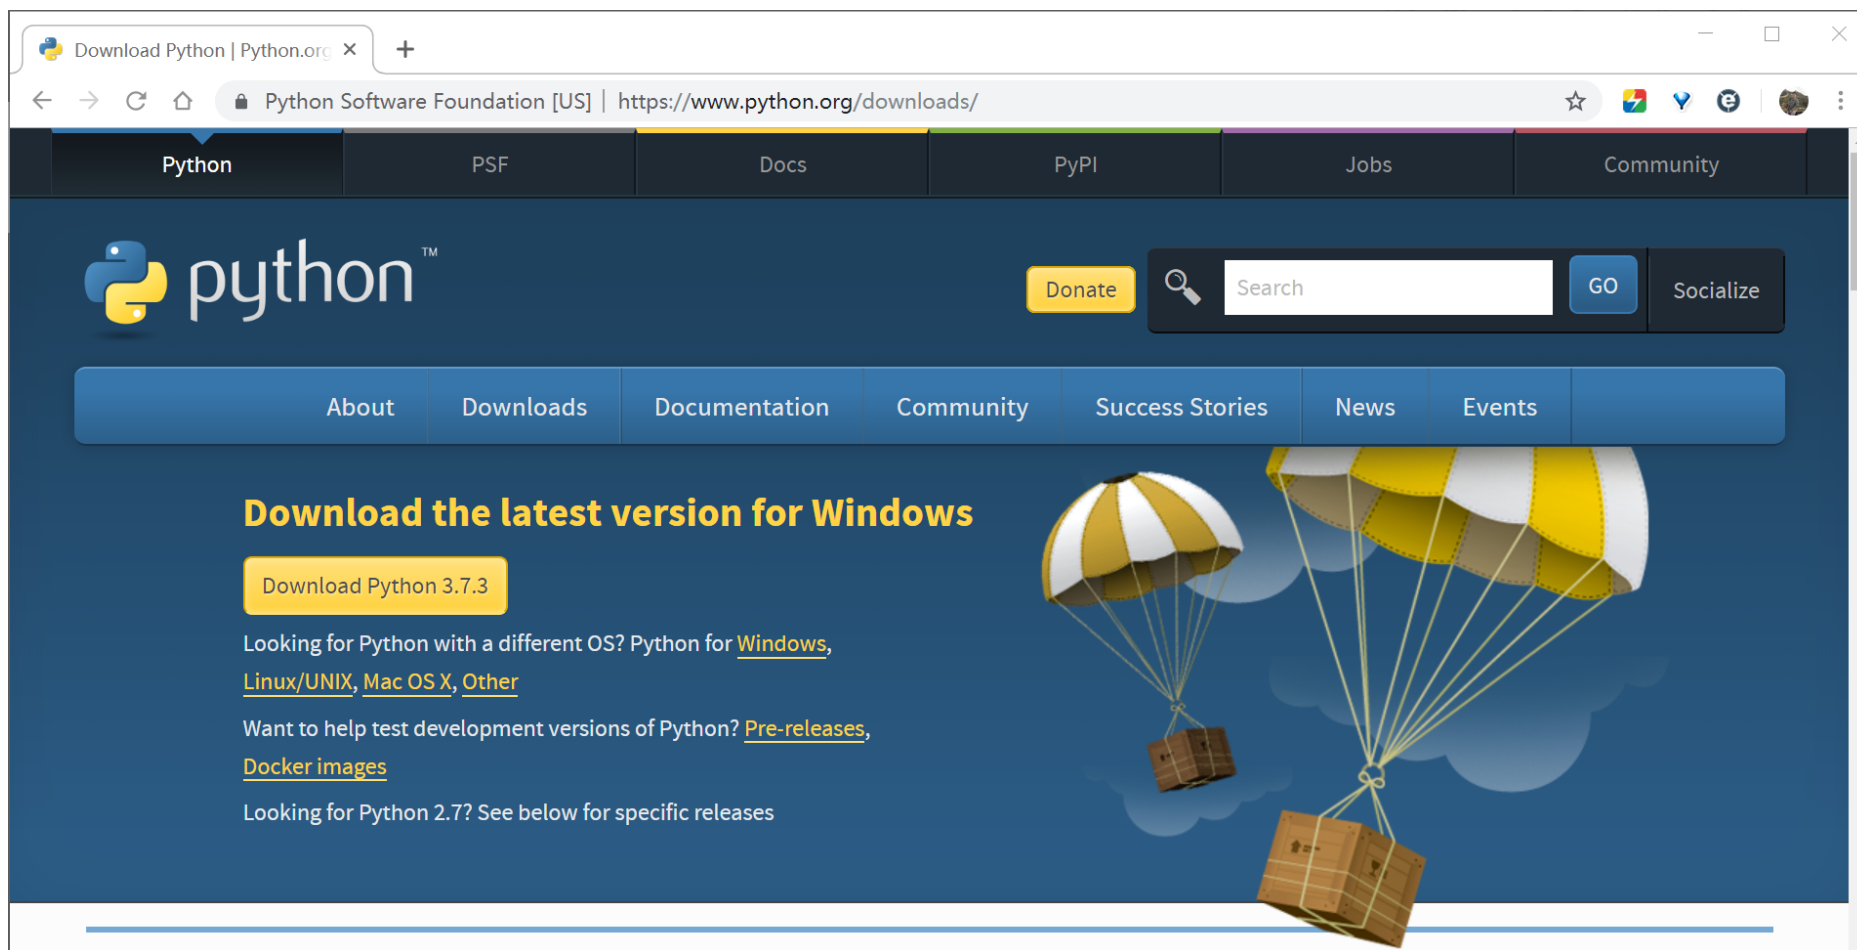 Download Python | Python.org
Python Software Foundation [US] | https://www.python.org/downloads/
Python PSF Docs PyPI Jobs Community
python™
Donate Search GO Socialize
About Downloads Documentation Community Success Stories News Events
Download the latest version for Windows
Download Python 3.7.3
Looking for Python with a different OS? Python for Windows,
Linux/UNIX, Mac OS X, Other
Want to help test development versions of Python? Pre-releases,
Docker images
Looking for Python 2.7? See below for specific releases